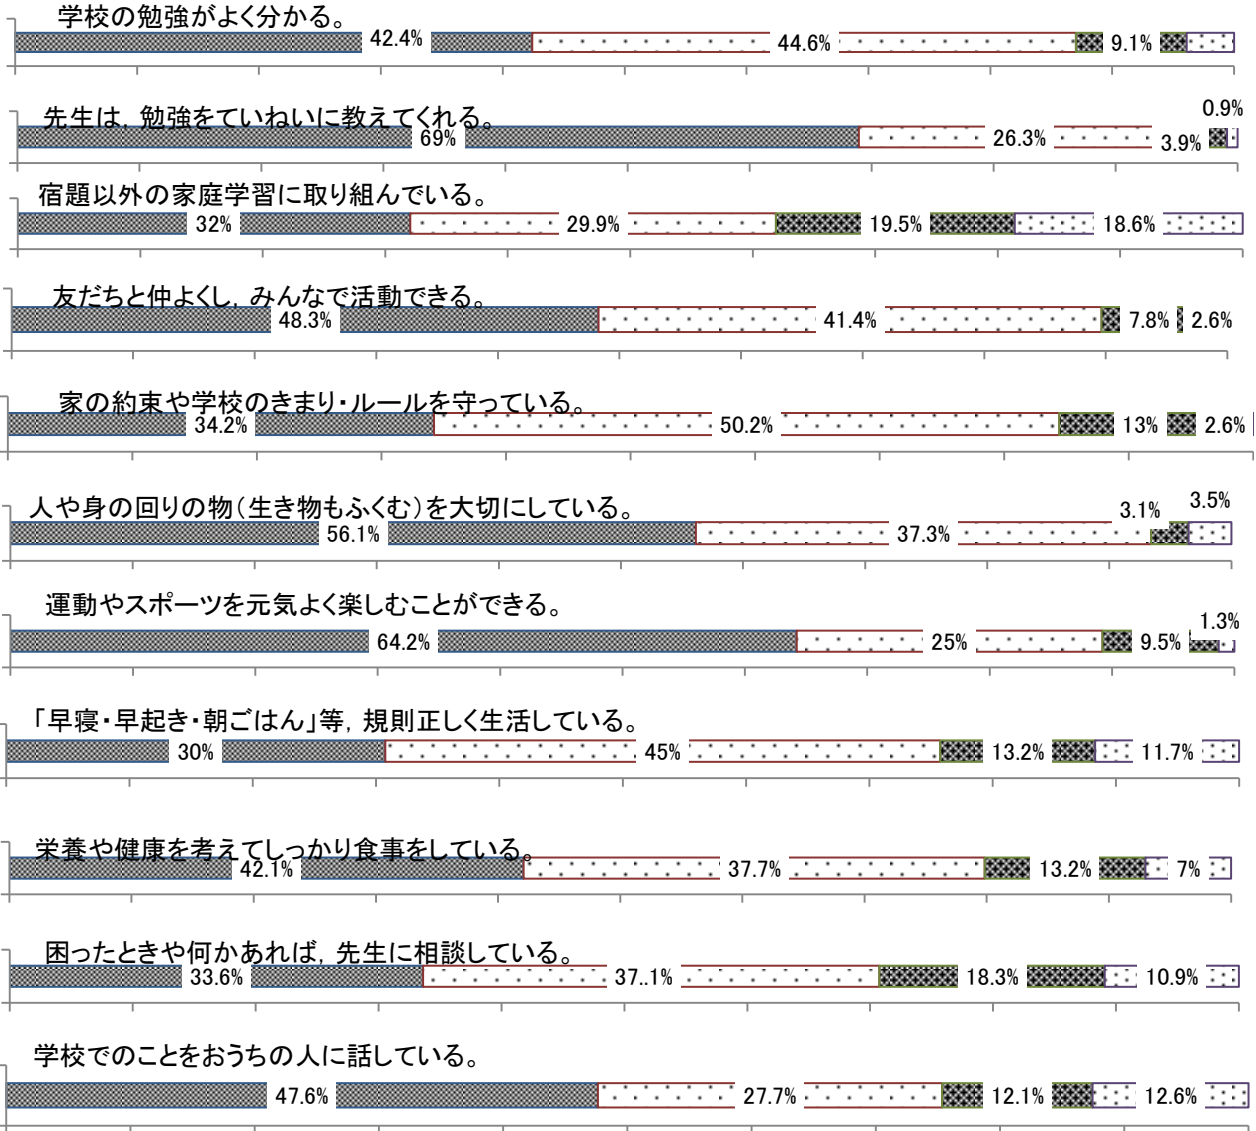 学校の勉強がよく分かる。
42.4% 44.6% 9.1%
先生は，勉強をていねいに教えてくれる。
0.9%
69% 26.3% 3.9%
宿題以外の家庭学習に取り組んでいる。
32% 29.9% 19.5% 18.6%
友だちと仲よくし，みんなで活動できる。
48.3% 41.4% 7.8% 2.6%
家の約束や学校のきまり・ルールを守っている。
34.2% 50.2% 13% 2.6%
人や身の回りの物（生き物もふくむ）を大切にしている。
3.1% 3.5%
56.1% 37.3%
運動やスポーツを元気よく楽しむことができる。
1.3%
64.2% 25% 9.5%
「早寝・早起き・朝ごはん」等，規則正しく生活している。
30% 45% 13.2% 11.7%
栄養や健康を考えてしっかり食事をしている。
42.1% 37.7% 13.2% 7%
困ったときや何かあれば，先生に相談している。
33.6% 37..1% 18.3% 10.9%
学校でのことをおうちの人に話している。
47.6% 27.7% 12.1% 12.6%